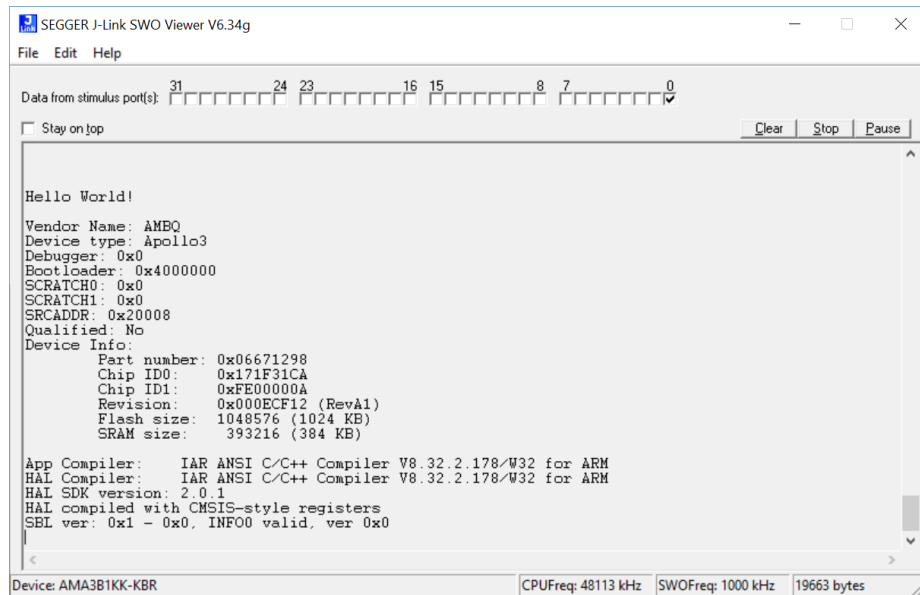 SEGGER J-Link SWO Viewer V6.34g
File Edit Help
31 24 23 16 15 8 7 0
Data from stimulus port(s):
Stay on top
Clear Stop Pause
Hello World!
Vendor Name: AMBQ
Device type: Apollo3
Debugger: 0x0
Bootloader: 0x4000000
SCRATCH0: 0x0
SCRATCH1: 0x0
SRCADDR: 0x20008
Qualified: No
Device Info:
Part number: 0x06671298
Chip ID0: 0x171F31CA
Chip ID1: 0xFE00000A
Revision: 0x000ECF12 (RevA1)
Flash size: 1048576 (1024 KB)
SRAM size: 393216 (384 KB)
App Compiler: IAR ANSI C/C++ Compiler V8.32.2.178/W32 for ARM
HAL Compiler: IAR ANSI C/C++ Compiler V8.32.2.178/W32 for ARM
HAL SDK version: 2.0.1
HAL compiled with CMSIS-style registers
SBL ver: 0x1 - 0x0, INFO0 valid, ver 0x0
Device: AMA3B1KK-KBR CPUFreq: 48113 kHz SWOFreq: 1000 kHz 19663 bytes